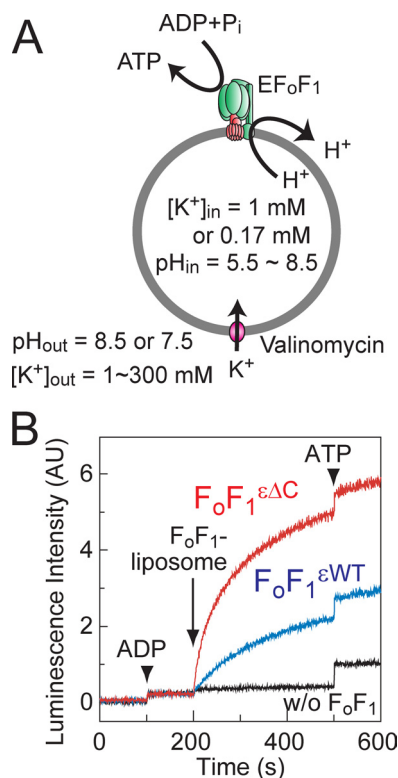 A
ADP+Pi
ATP
EFoF1
H+
H+
[K+]in = 1 mM
or 0.17 mM
pHin = 5.5 ~ 8.5
pHout = 8.5 or 7.5
Valinomycin
[K+]out = 1~300 mM
K+
B
Luminescence Intensity (AU)
6
4
2
0
ATP
FoF1εΔC
FoF1-
liposome
FoF1εWT
ADP
w/o FoF1
0
200
400
600
Time (s)